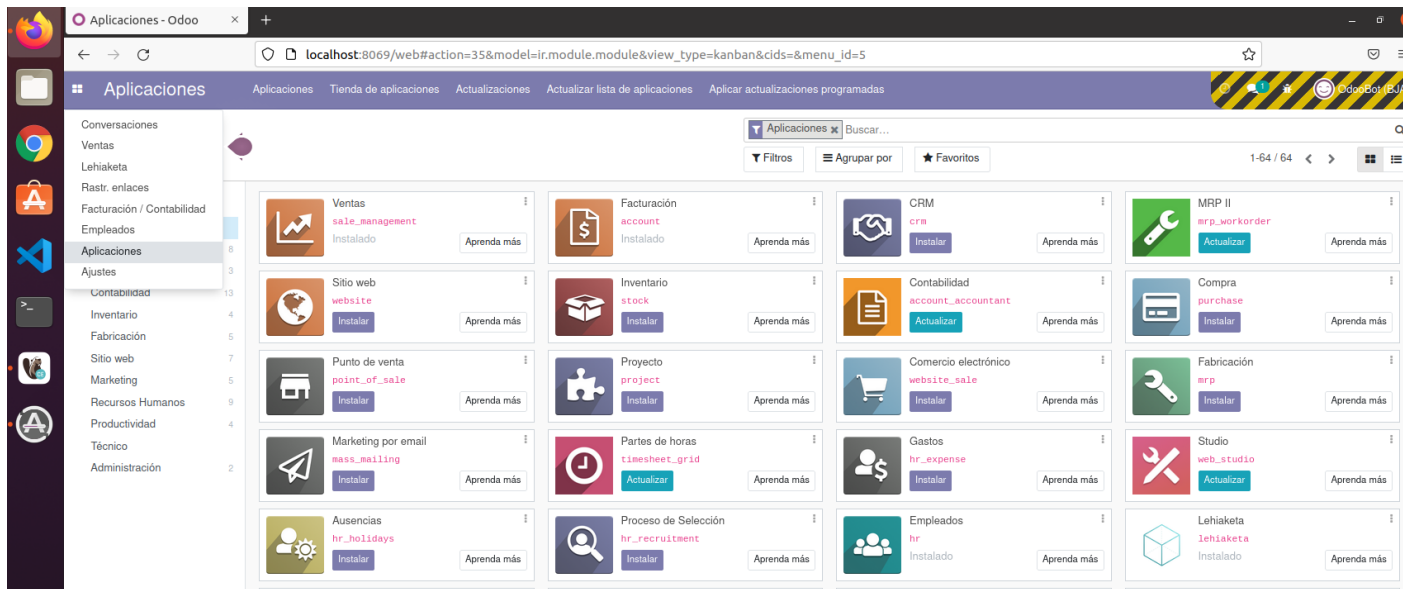 Aplicaciones - Odoo
localhost:8069/web#action=35&model=ir.module.module&view_type=kanban&cids=&menu_id=5
Aplicaciones
Aplicaciones Tienda de aplicaciones Actualizaciones Actualizar lista de aplicaciones Aplicar actualizaciones programadas
1
OdooBot (BJA
Conversaciones
Ventas
Lehiaketa
Rastr. enlaces
Facturación / Contabilidad
Empleados
Aplicaciones
Ajustes
Aplicaciones Buscar...
Filtros Agrupar por Favoritos
1-64 / 64
8
3
Contabilidad 13
Inventario 4
Fabricación 5
Sitio web 7
Marketing 5
Recursos Humanos 9
Productividad 4
Técnico
Administración 2
Ventas
sale_management
Instalado
Aprenda más
Facturación
account
Instalado
Aprenda más
CRM
crm
Instalar
Aprenda más
MRP II
mrp_workorder
Actualizar
Aprenda más
Sitio web
website
Instalar
Aprenda más
Inventario
stock
Instalar
Aprenda más
Contabilidad
account_accountant
Actualizar
Aprenda más
Compra
purchase
Instalar
Aprenda más
Punto de venta
point_of_sale
Instalar
Aprenda más
Proyecto
project
Instalar
Aprenda más
Comercio electrónico
website_sale
Instalar
Aprenda más
Fabricación
mrp
Instalar
Aprenda más
Marketing por email
mass_mailing
Instalar
Aprenda más
Partes de horas
timesheet_grid
Actualizar
Aprenda más
Gastos
hr_expense
Instalar
Aprenda más
Studio
web_studio
Actualizar
Aprenda más
Ausencias
hr_holidays
Instalar
Aprenda más
Proceso de Selección
hr_recruitment
Instalar
Aprenda más
Empleados
hr
Instalado
Aprenda más
Lehiaketa
lehiaketa
Instalado
Aprenda más